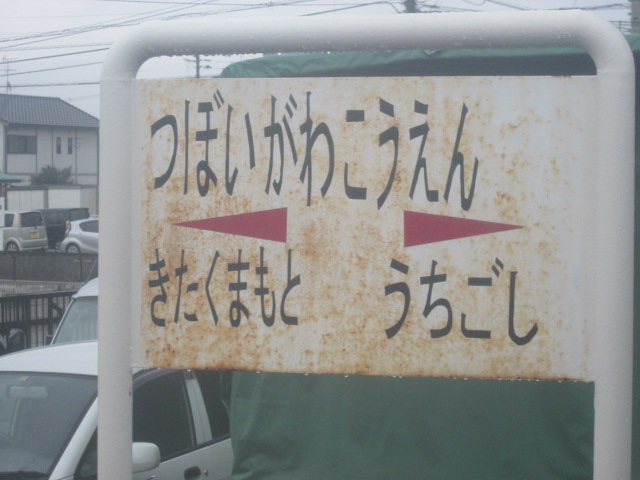 つぼいがわこうえん
きたくまもと うちごし